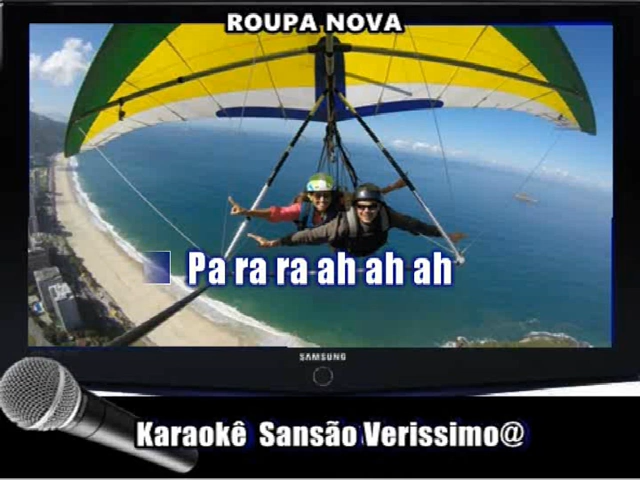 ROUPA NOVA
Pa ra ra ah ah ah
SAMSUNG
Karaokê Sansão Verissimo@